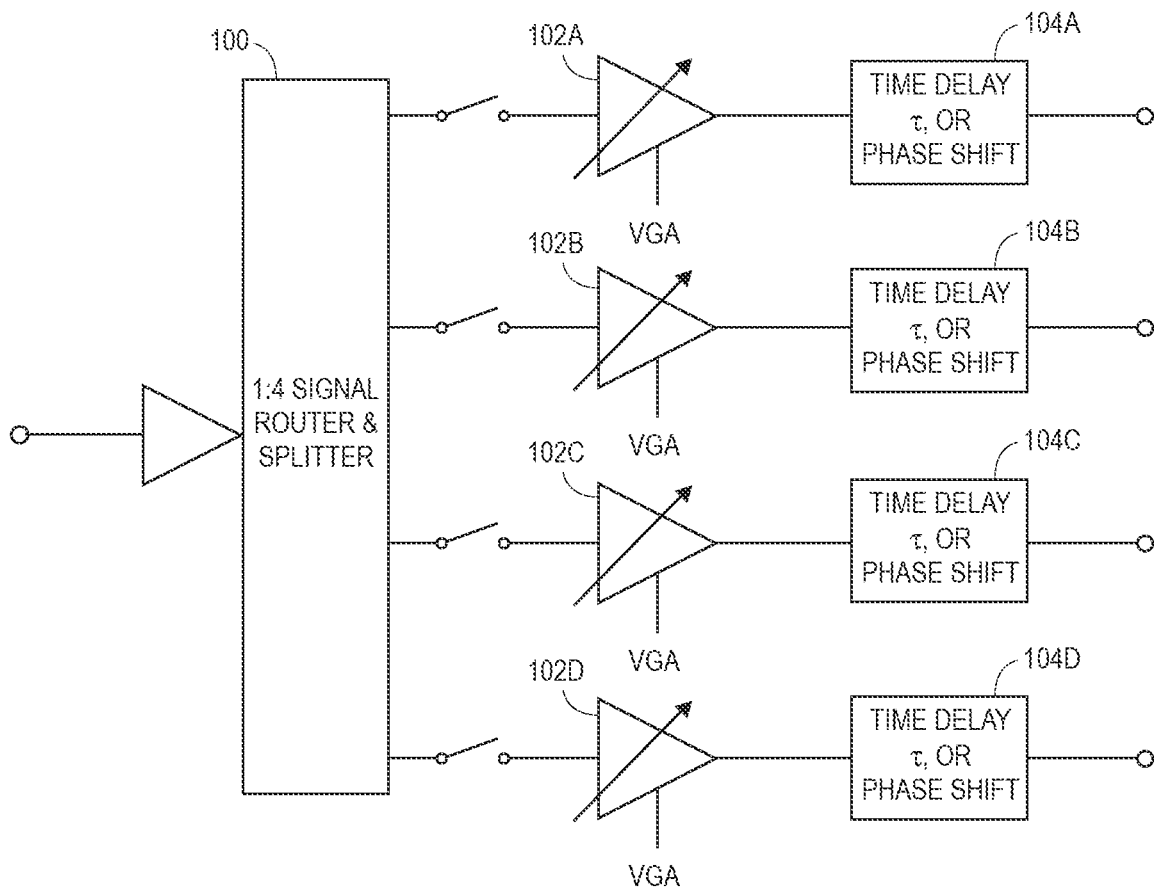 100
102A
104A
TIME DELAY
τ, OR
PHASE SHIFT
VGA
102B
104B
TIME DELAY
τ, OR
PHASE SHIFT
1:4 SIGNAL
ROUTER &
SPLITTER
VGA
102C
104C
TIME DELAY
τ, OR
PHASE SHIFT
VGA
102D
104D
TIME DELAY
τ, OR
PHASE SHIFT
VGA